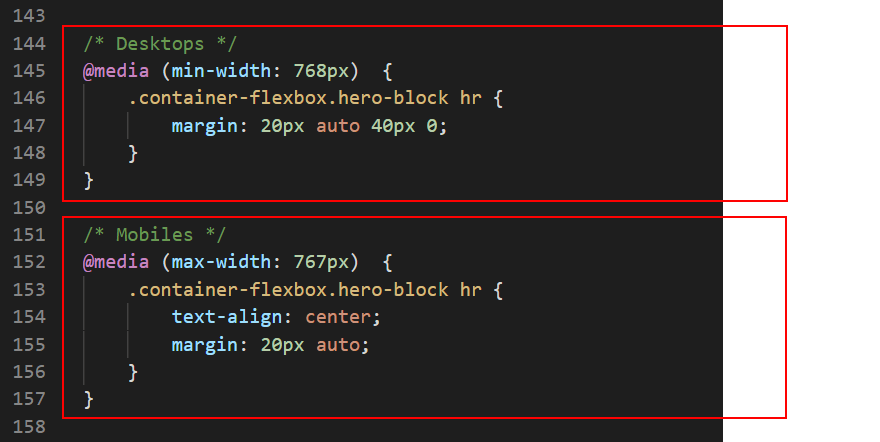 143
144 /* Desktops */
145 @media (min-width: 768px)  {
146     .container-flexbox.hero-block hr {
147         margin: 20px auto 40px 0;
148     }
149 }
150
151 /* Mobiles */
152 @media (max-width: 767px)  {
153     .container-flexbox.hero-block hr {
154         text-align: center;
155         margin: 20px auto;
156     }
157 }
158